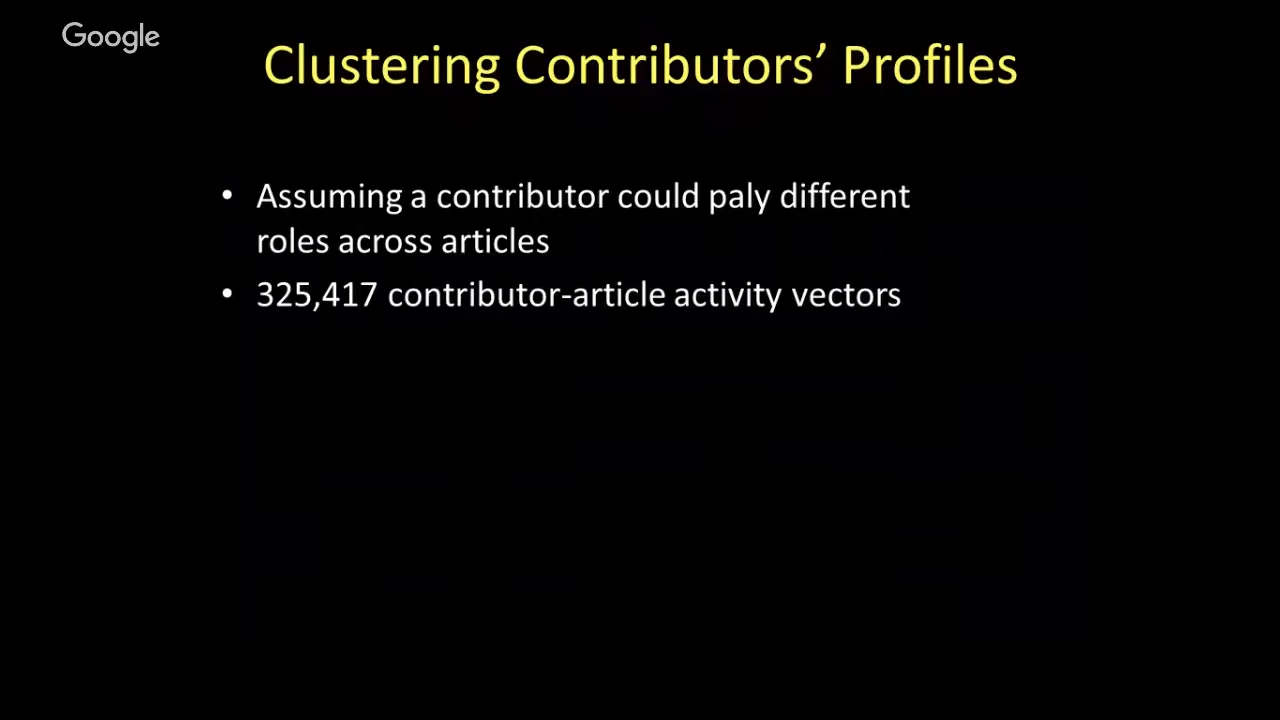 Google
Clustering Contributors’ Profiles
• Assuming a contributor could paly different
roles across articles
• 325,417 contributor-article activity vectors